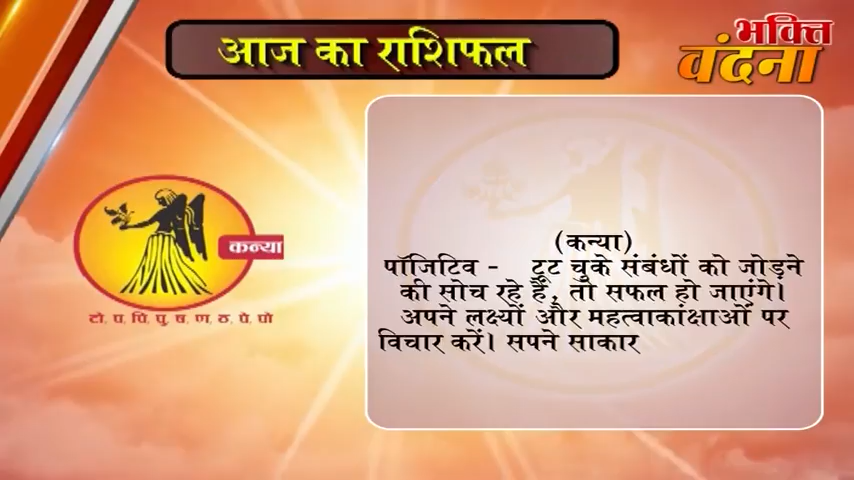 आज का राशिफल
भक्ति
वंदना
(कन्या)
पॉजिटिव - टूट चुके संबंधों को जोड़ने
की सोच रहे हैं, तो सफल हो जाएंगे।
अपने लक्ष्यों और महत्वाकांक्षाओं पर
विचार करें। सपने साकार
कन्या
टो, प, पि, पु, ष, ण, ठ, पे, पो